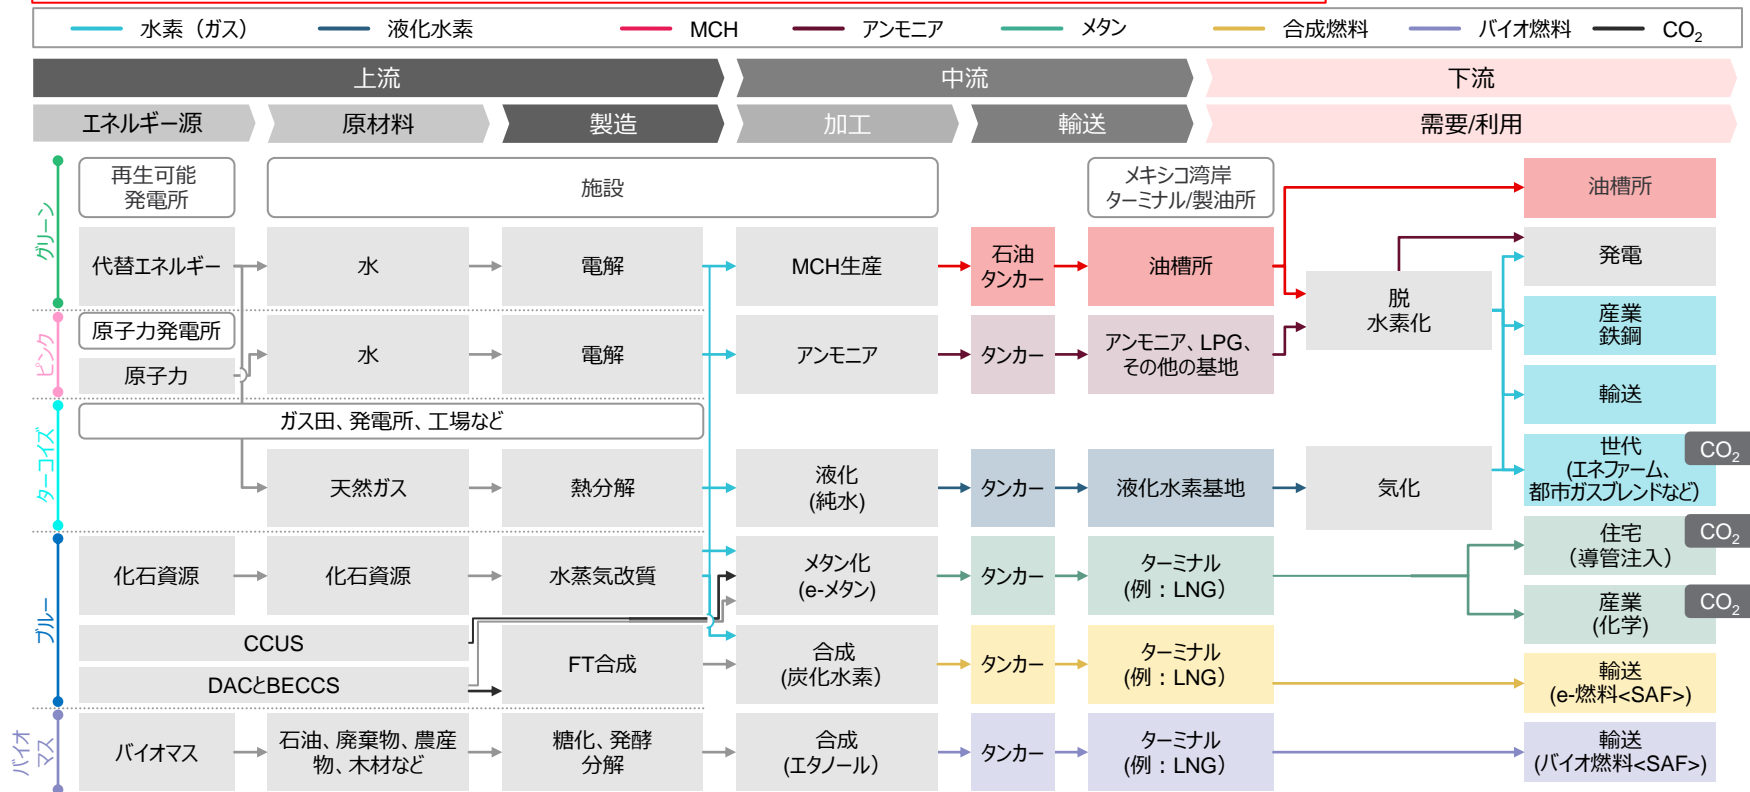 水素（ガス）
液化水素
MCH
アンモニア
メタン
合成燃料
バイオ燃料
CO2
上流
中流
下流
エネルギー源
原材料
製造
加工
輸送
需要/利用
グリーン
再生可能
発電所
施設
メキシコ湾岸
ターミナル/製油所
油槽所
代替エネルギー
水
電解
MCH生産
石油
タンカー
油槽所
脱
水素化
発電
ピンク
原子力発電所
原子力
水
電解
アンモニア
タンカー
アンモニア、LPG、
その他の基地
産業
鉄鋼
輸送
ターコイズ
ガス田、発電所、工場など
天然ガス
熱分解
液化
(純水)
タンカー
液化水素基地
気化
世代
(エネファーム、
都市ガスブレンドなど)
CO2
ブルー
化石資源
化石資源
水蒸気改質
メタン化
(e-メタン)
タンカー
ターミナル
(例：LNG)
住宅
（導管注入）
CO2
産業
(化学)
CO2
CCUS
DACとBECCS
FT合成
合成
(炭化水素)
タンカー
ターミナル
(例：LNG)
輸送
(e-燃料<SAF>)
バイオ
マス
バイオマス
石油、廃棄物、農産
物、木材など
糖化、発酵
分解
合成
(エタノール)
タンカー
ターミナル
(例：LNG)
輸送
(バイオ燃料<SAF>)